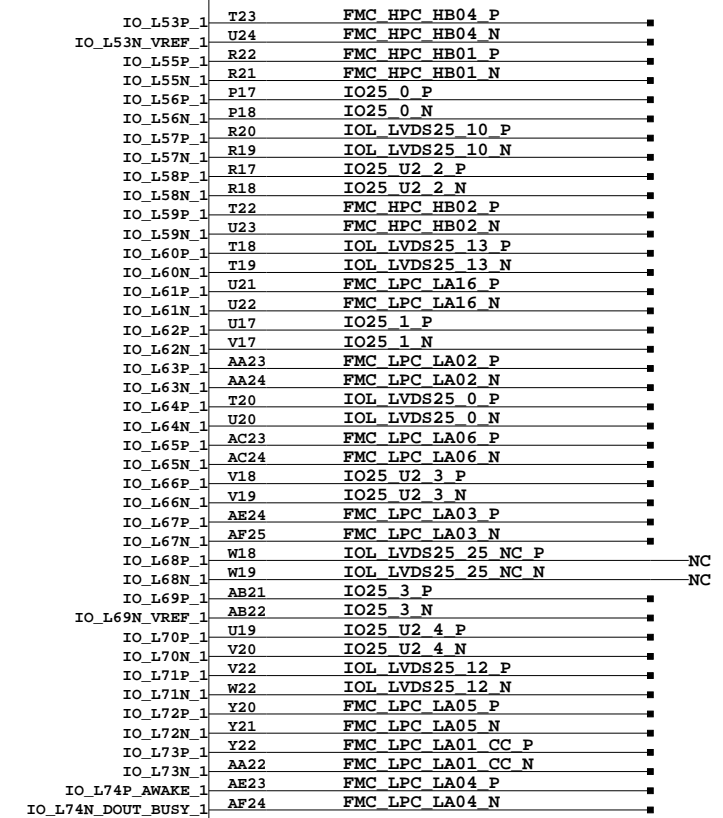 IO_L53P_1 T23 FMC_HPC_HB04_P
IO_L53N_VREF_1 U24 FMC_HPC_HB04_N
IO_L55P_1 R22 FMC_HPC_HB01_P
IO_L55N_1 R21 FMC_HPC_HB01_N
IO_L56P_1 P17 IO25_0_P
IO_L56N_1 P18 IO25_0_N
IO_L57P_1 R20 IOL_LVDS25_10_P
IO_L57N_1 R19 IOL_LVDS25_10_N
IO_L58P_1 R17 IO25_U2_2_P
IO_L58N_1 R18 IO25_U2_2_N
IO_L59P_1 T22 FMC_HPC_HB02_P
IO_L59N_1 U23 FMC_HPC_HB02_N
IO_L60P_1 T18 IOL_LVDS25_13_P
IO_L60N_1 T19 IOL_LVDS25_13_N
IO_L61P_1 U21 FMC_LPC_LA16_P
IO_L61N_1 U22 FMC_LPC_LA16_N
IO_L62P_1 U17 IO25_1_P
IO_L62N_1 V17 IO25_1_N
IO_L63P_1 AA23 FMC_LPC_LA02_P
IO_L63N_1 AA24 FMC_LPC_LA02_N
IO_L64P_1 T20 IOL_LVDS25_0_P
IO_L64N_1 U20 IOL_LVDS25_0_N
IO_L65P_1 AC23 FMC_LPC_LA06_P
IO_L65N_1 AC24 FMC_LPC_LA06_N
IO_L66P_1 V18 IO25_U2_3_P
IO_L66N_1 V19 IO25_U2_3_N
IO_L67P_1 AE24 FMC_LPC_LA03_P
IO_L67N_1 AF25 FMC_LPC_LA03_N
IO_L68P_1 W18 IOL_LVDS25_25_NC_P NC
IO_L68N_1 W19 IOL_LVDS25_25_NC_N NC
IO_L69P_1 AB21 IO25_3_P
IO_L69N_VREF_1 AB22 IO25_3_N
IO_L70P_1 U19 IO25_U2_4_P
IO_L70N_1 V20 IO25_U2_4_N
IO_L71P_1 V22 IOL_LVDS25_12_P
IO_L71N_1 W22 IOL_LVDS25_12_N
IO_L72P_1 Y20 FMC_LPC_LA05_P
IO_L72N_1 Y21 FMC_LPC_LA05_N
IO_L73P_1 Y22 FMC_LPC_LA01_CC_P
IO_L73N_1 AA22 FMC_LPC_LA01_CC_N
IO_L74P_AWAKE_1 AE23 FMC_LPC_LA04_P
IO_L74N_DOUT_BUSY_1 AF24 FMC_LPC_LA04_N